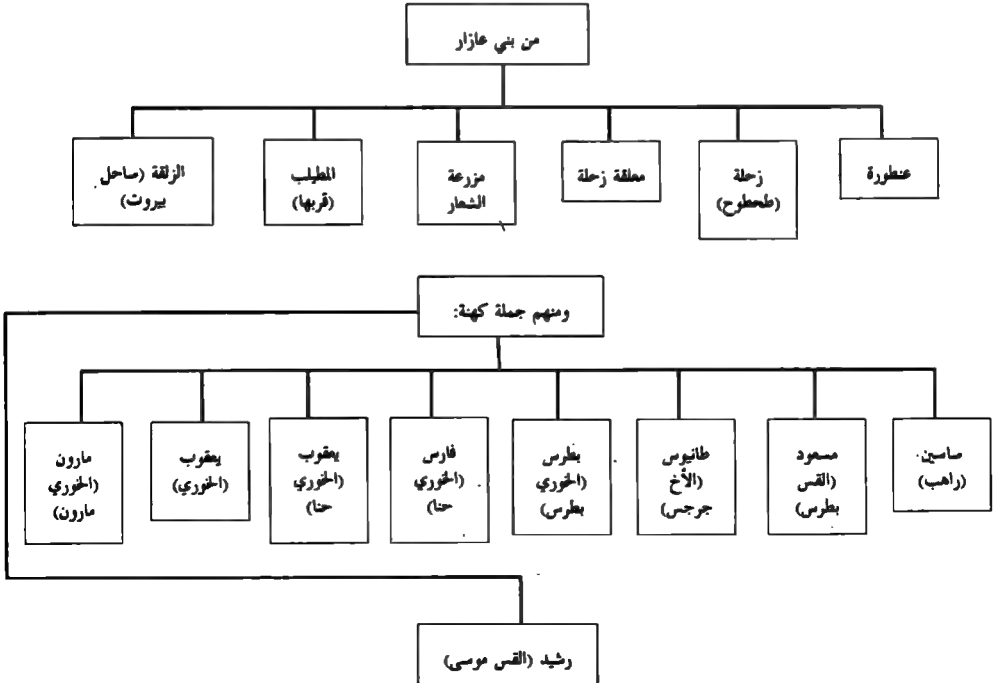 من بني عازار
عنطورة
زحلة
(طحطوح)
معلقة زحلة
مزرعة
الشعار
المطيلب
(قربها)
الزلقة (ساحل
بيروت)
ومنهم جملة كهنة:
ساسين
(راهب)
مسعود
(القس
بطرس)
طانيوس
(الأخ
جرجس)
بطرس
(الخوري
بطرس)
فارس
(الخوري
حنا)
يعقوب
(الخوري
حنا)
يعقوب
(الخوري)
مارون
(الخوري
مارون)
رشيد (القس موسى)